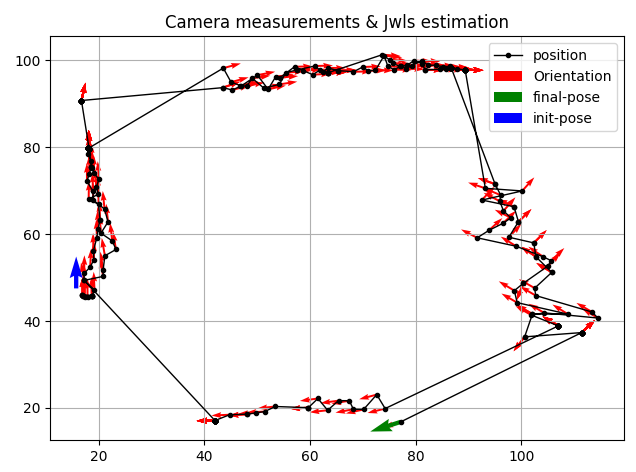 Camera measurements & Jwls estimation
position
Orientation
final-pose
init-pose
100
80
60
40
20
20 40 60 80 100